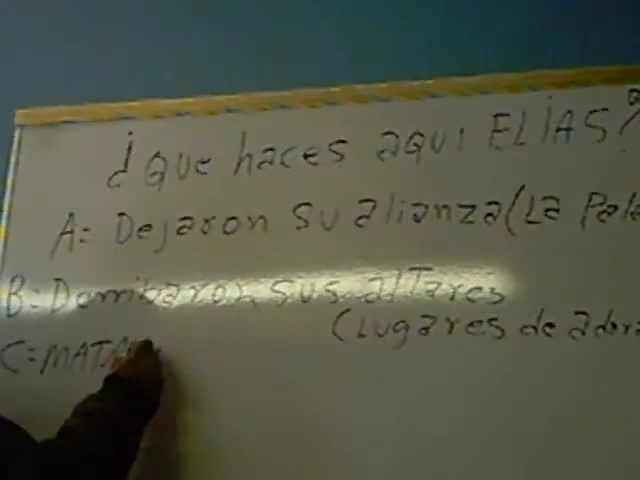 ¿QUe haces aQUi ELiAS?
A= Dejaron su alianza (La
B= Derribaron sus alTares
(Lugares de
C=